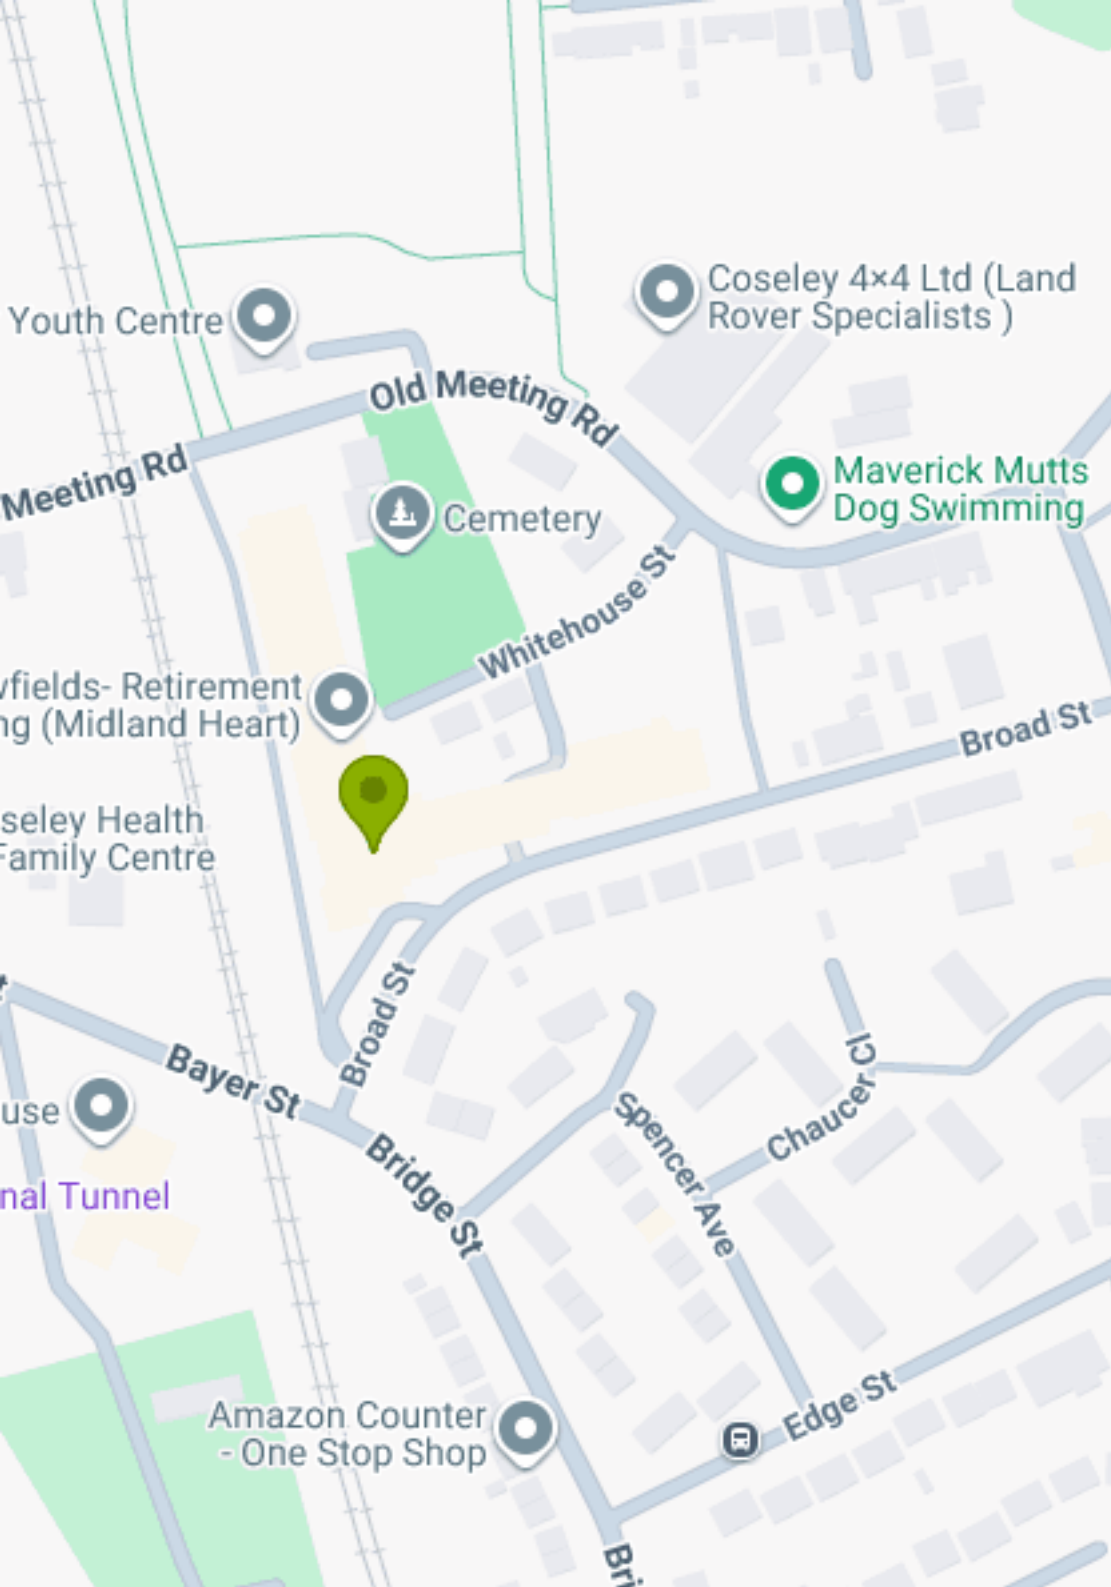 Coseley 4×4 Ltd (Land
Rover Specialists )
Youth Centre
Old Meeting Rd
Meeting Rd
Maverick Mutts
Dog Swimming
Cemetery
Whitehouse St
vfields- Retirement
ng (Midland Heart)
Broad St
seley Health
Family Centre
Broad St
Bayer St
Chaucer Cl
use
Spencer Ave
Bridge St
nal Tunnel
Edge St
Amazon Counter
- One Stop Shop
Bri